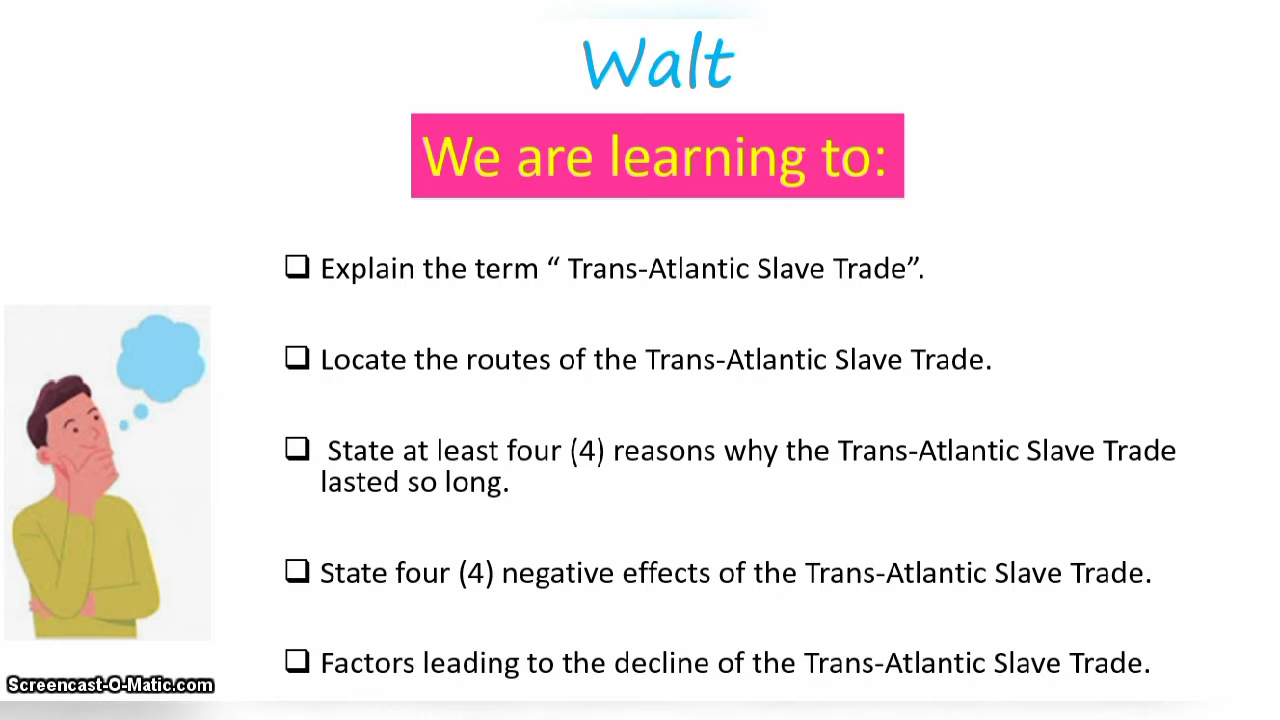 Walt
We are learning to:
❑ Explain the term “ Trans-Atlantic Slave Trade”.
❑ Locate the routes of the Trans-Atlantic Slave Trade.
❑ State at least four (4) reasons why the Trans-Atlantic Slave Trade
lasted so long.
❑ State four (4) negative effects of the Trans-Atlantic Slave Trade.
❑ Factors leading to the decline of the Trans-Atlantic Slave Trade.
Screencast-O-Matic.com